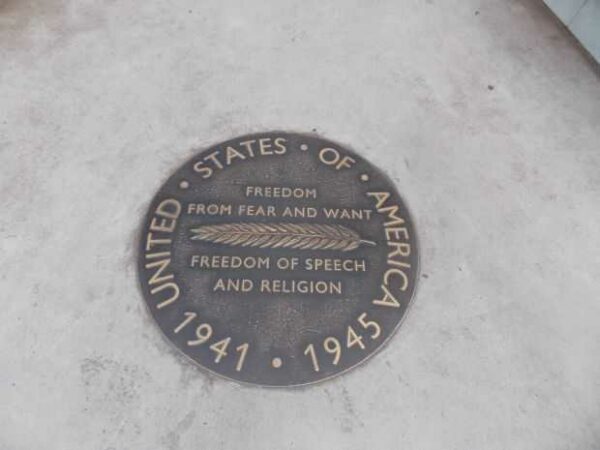 UNITED • STATES • OF • AMERICA
FREEDOM
FROM FEAR AND WANT
FREEDOM OF SPEECH
AND RELIGION
1941 • 1945